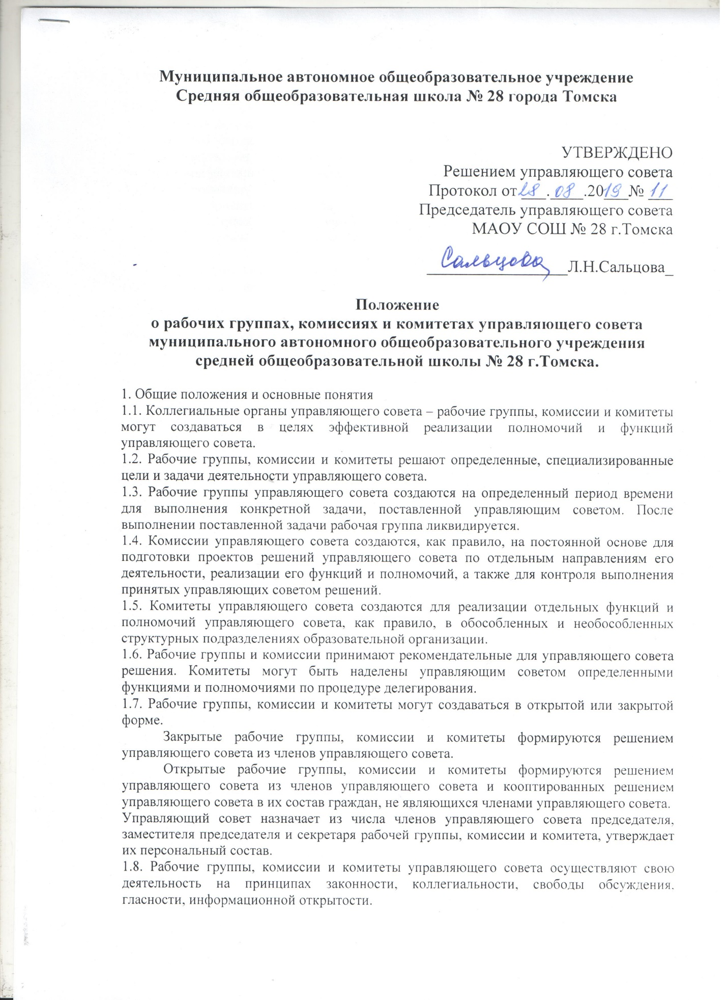 Муниципальное автономное общеобразовательное учреждение
Средняя общеобразовательная школа № 28 города Томска
УТВЕРЖДЕНО
Решением управляющего совета
Протокол от 28.08.2019 № 11
Председатель управляющего совета
МАОУ СОШ № 28 г.Томска
Сальцова Л.Н.Сальцова_
Положение
о рабочих группах, комиссиях и комитетах управляющего совета
муниципального автономного общеобразовательного учреждения
средней общеобразовательной школы № 28 г.Томска.
1. Общие положения и основные понятия
1.1. Коллегиальные органы управляющего совета – рабочие группы, комиссии и комитеты
могут создаваться в целях эффективной реализации полномочий и функций
управляющего совета.
1.2. Рабочие группы, комиссии и комитеты решают определенные, специализированные
цели и задачи деятельности управляющего совета.
1.3. Рабочие группы управляющего совета создаются на определенный период времени
для выполнения конкретной задачи, поставленной управляющим советом. После
выполнении поставленной задачи рабочая группа ликвидируется.
1.4. Комиссии управляющего совета создаются, как правило, на постоянной основе для
подготовки проектов решений управляющего совета по отдельным направлениям его
деятельности, реализации его функций и полномочий, а также для контроля выполнения
принятых управляющих советом решений.
1.5. Комитеты управляющего совета создаются для реализации отдельных функций и
полномочий управляющего совета, как правило, в обособленных и необособленных
структурных подразделениях образовательной организации.
1.6. Рабочие группы и комиссии принимают рекомендательные для управляющего совета
решения. Комитеты могут быть наделены управляющим советом определенными
функциями и полномочиями по процедуре делегирования.
1.7. Рабочие группы, комиссии и комитеты могут создаваться в открытой или закрытой
форме.
Закрытые рабочие группы, комиссии и комитеты формируются решением
управляющего совета из членов управляющего совета.
Открытые рабочие группы, комиссии и комитеты формируются решением
управляющего совета из членов управляющего совета и кооптированных решением
управляющего совета в их состав граждан, не являющихся членами управляющего совета.
Управляющий совет назначает из числа членов управляющего совета председателя,
заместителя председателя и секретаря рабочей группы, комиссии и комитета, утверждает
их персональный состав.
1.8. Рабочие группы, комиссии и комитеты управляющего совета осуществляют свою
деятельность на принципах законности, коллегиальности, свободы обсуждения,
гласности, информационной открытости.